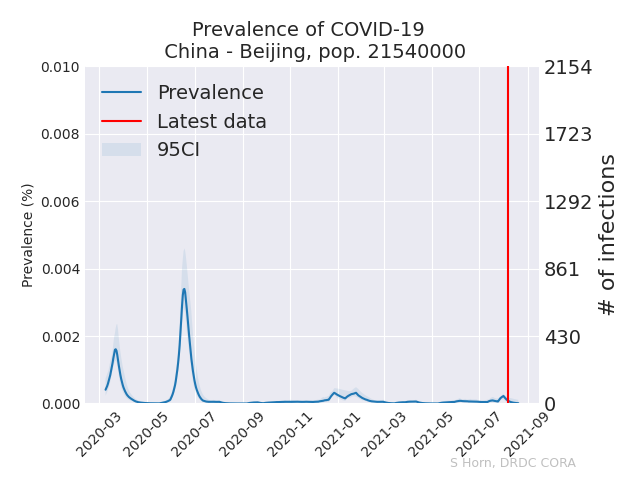 Prevalence of COVID-19
China - Beijing, pop. 21540000
Prevalence
Latest data
95CI
Prevalence (%)
0.010
0.008
0.006
0.004
0.002
0.000
2154
1723
1292
861
430
0
# of infections
2020-03
2020-05
2020-07
2020-09
2020-11
2021-01
2021-03
2021-05
2021-07
2021-09
S Horn, DRDC CORA